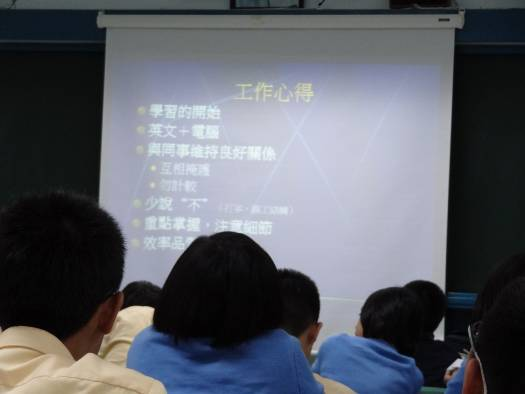 工作心得
學習的開始
英文＋電腦
與同事維持良好關係
互相掩護
勿計較
少說“不”
重點掌握，注意細節
效率品